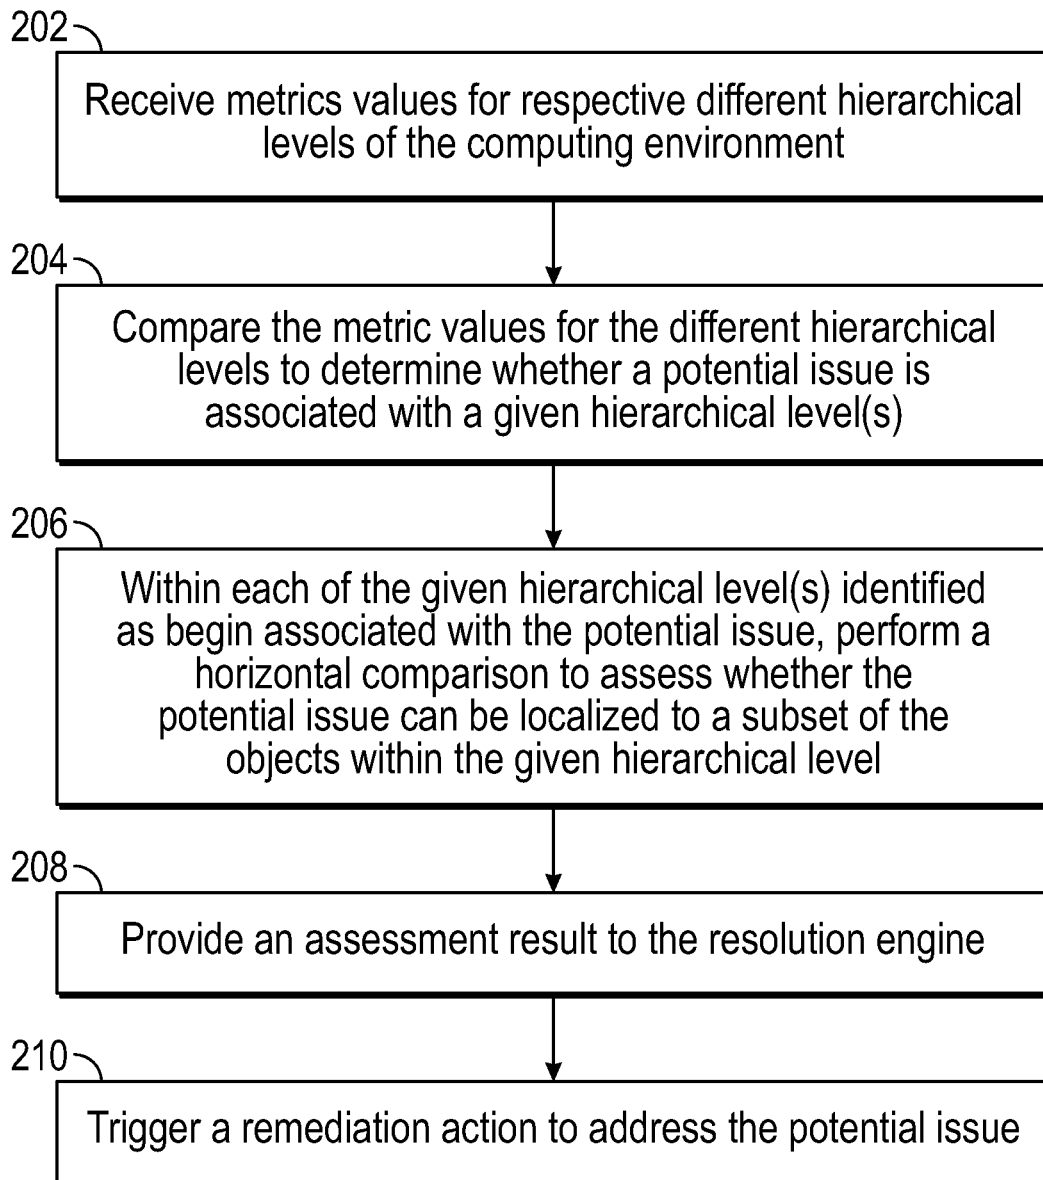 202
Receive metrics values for respective different hierarchical
levels of the computing environment
204
Compare the metric values for the different hierarchical
levels to determine whether a potential issue is
associated with a given hierarchical level(s)
206
Within each of the given hierarchical level(s) identified
as begin associated with the potential issue, perform a
horizontal comparison to assess whether the
potential issue can be localized to a subset of the
objects within the given hierarchical level
208
Provide an assessment result to the resolution engine
210
Trigger a remediation action to address the potential issue